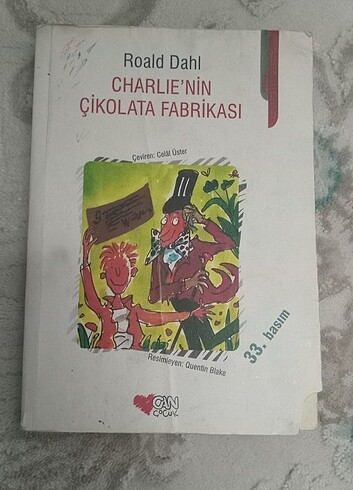 Roald Dahl
CHARLIE'NİN
ÇİKOLATA FABRİKASI
Çeviren: Celâl Üster
Resimleyen: Quentin Blake
33. basım
CAN
ÇOCUK